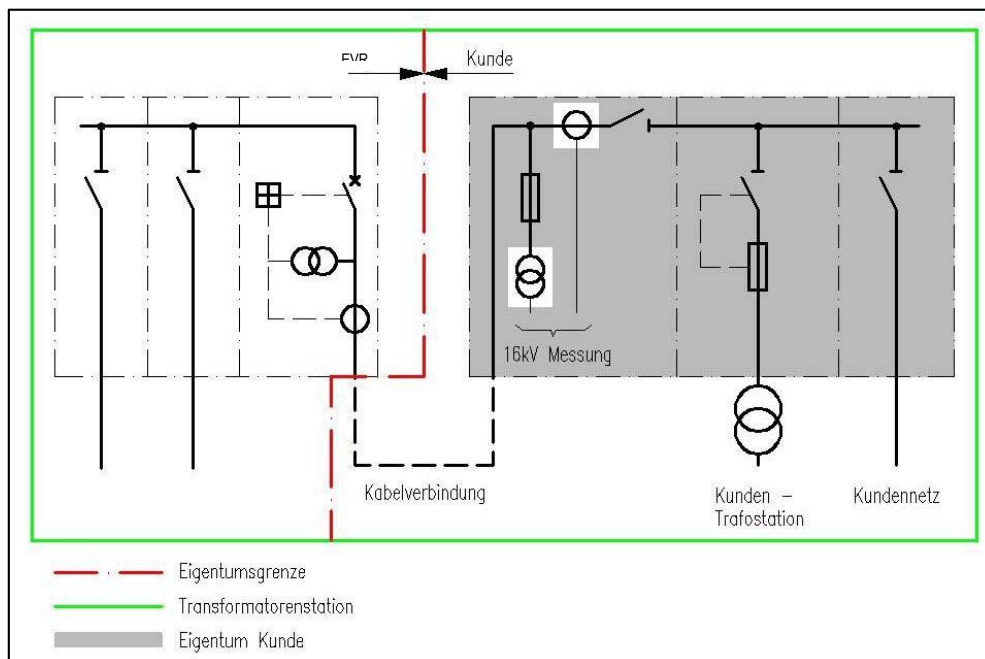 Kunde
16kV Messung
Kabelverbindung
Kunden -
Trafostation
Kundennetz
Eigentumsgrenze
Transformatorenstation
Eigentum Kunde